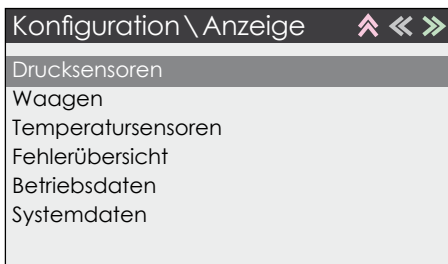 Konfiguration \ Anzeige
Drucksensoren
Waagen
Temperatursensoren
Fehlerübersicht
Betriebsdaten
Systemdaten